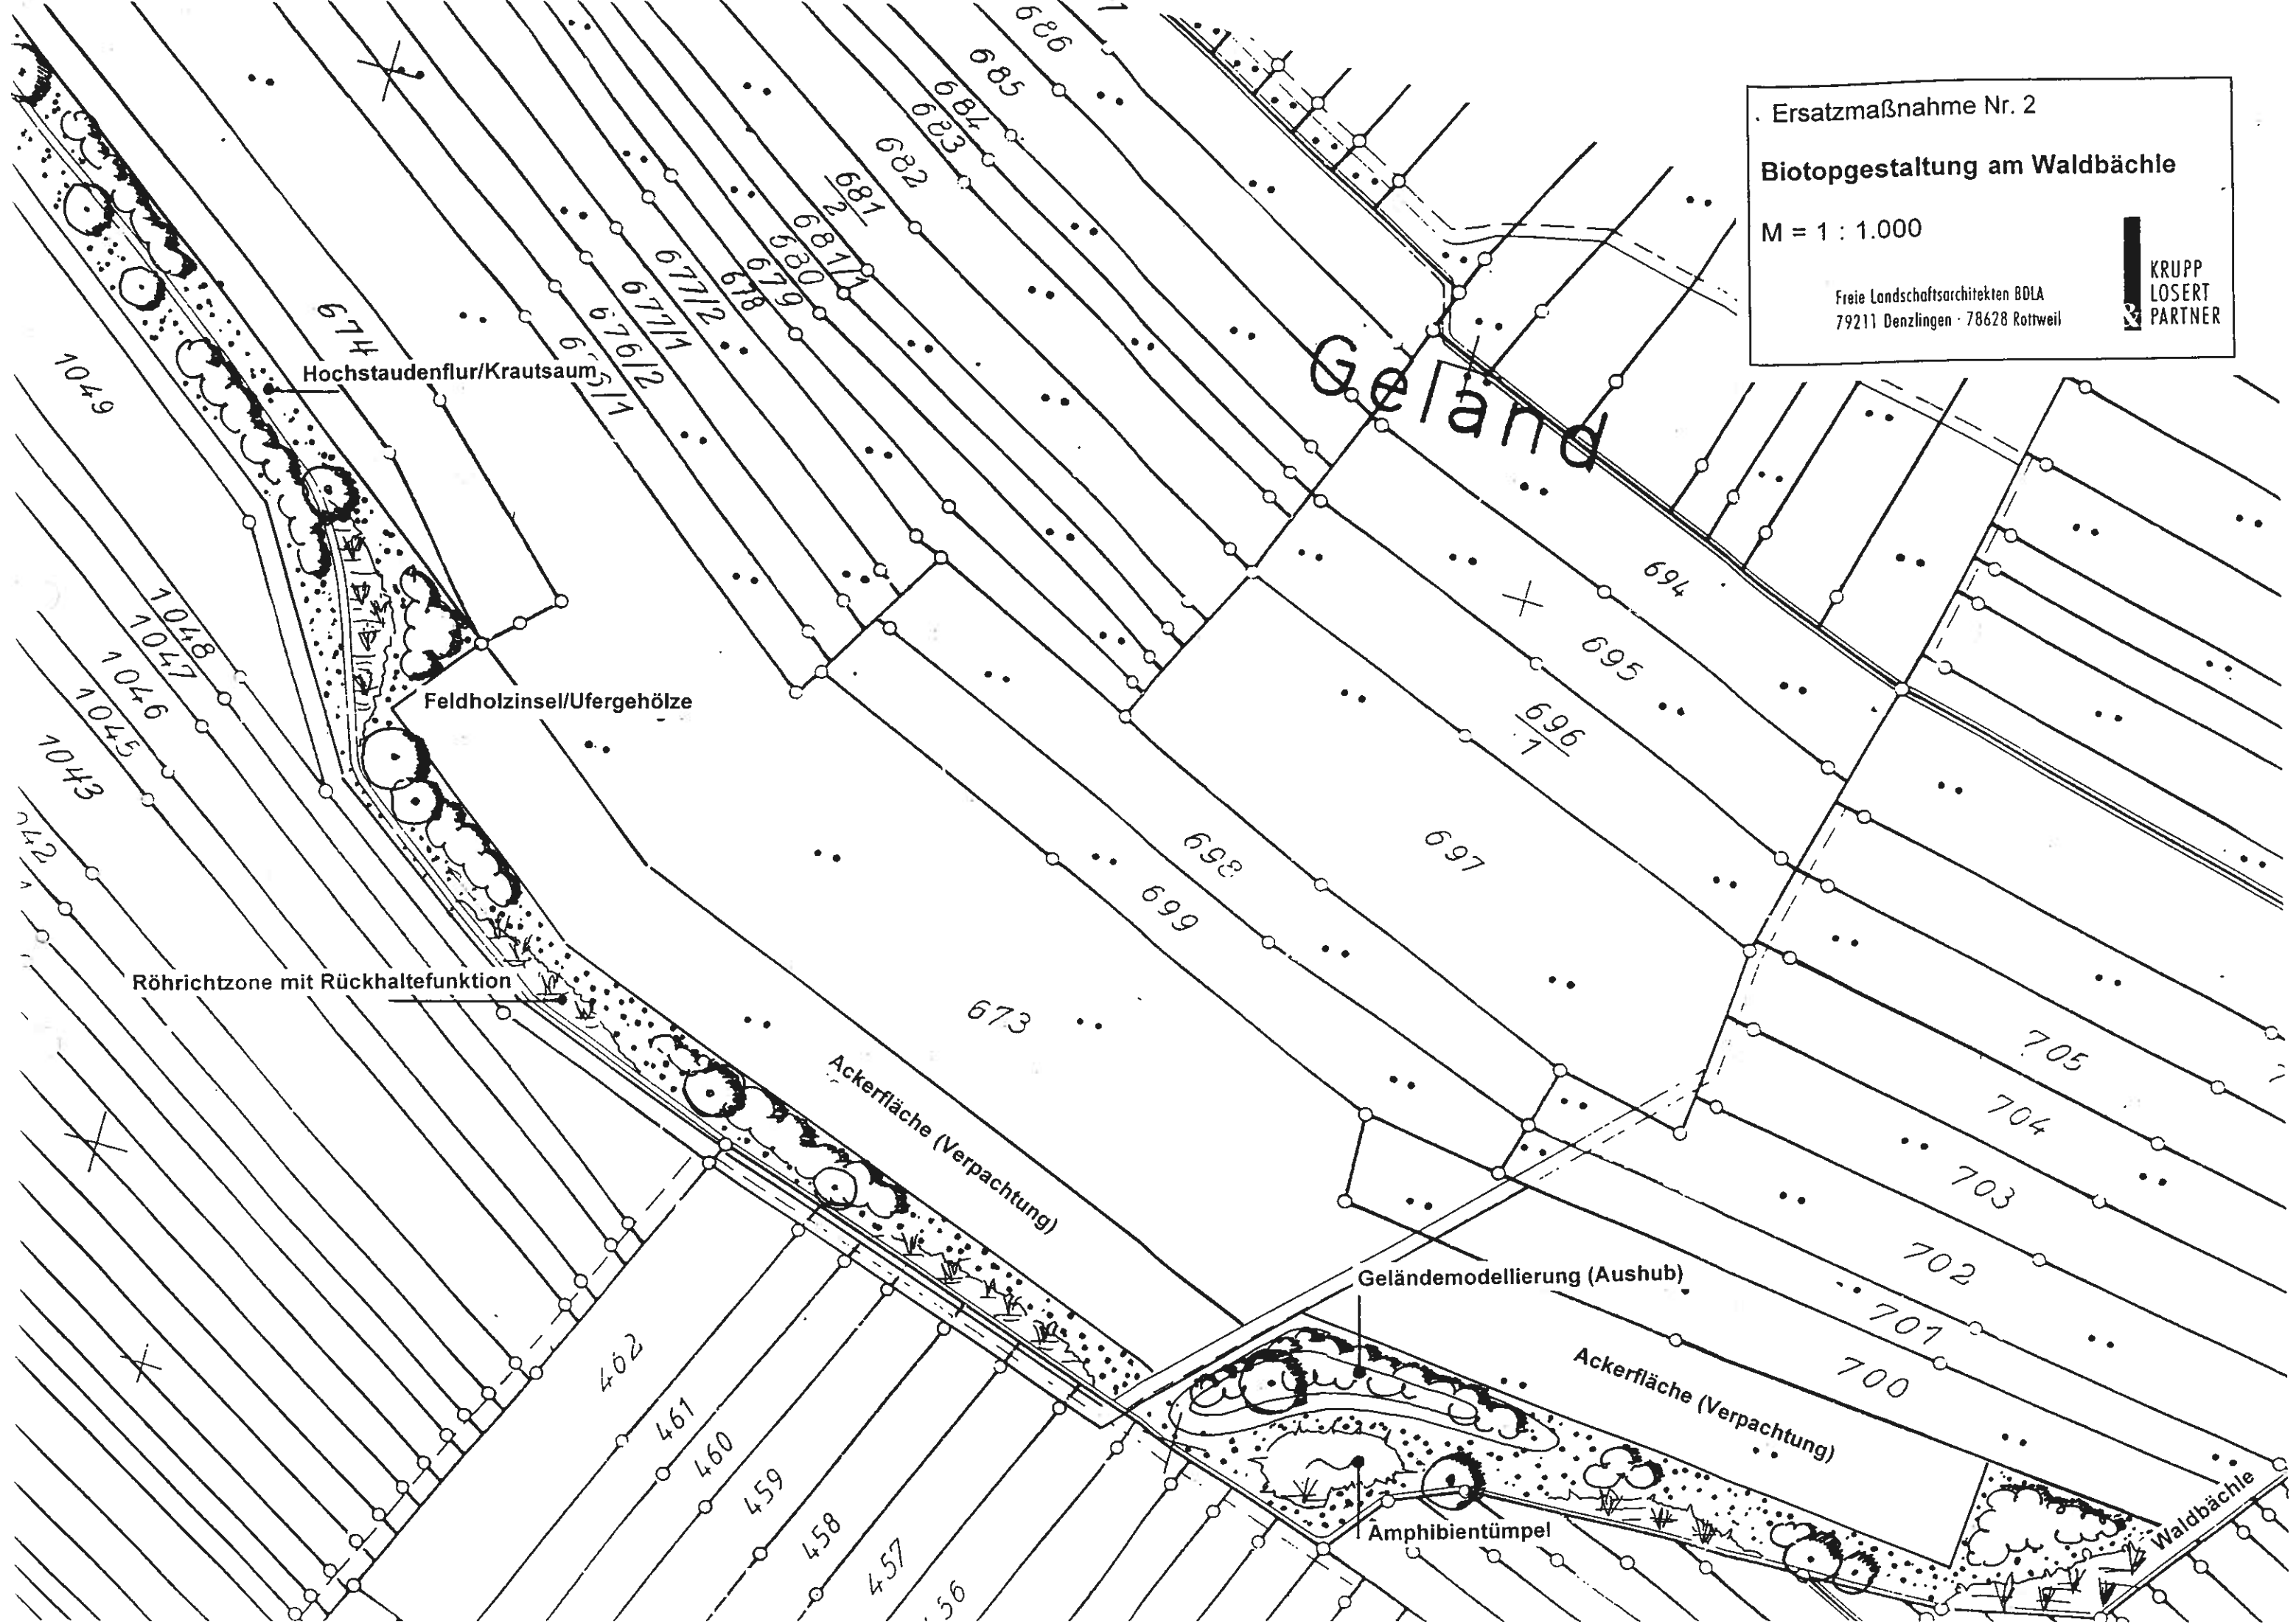 Ersatzmaßnahme Nr. 2
Biotopgestaltung am Waldbächle
M = 1 : 1.000
Freie Landschaftsarchitekten BDLA
79211 Denzlingen · 78628 Rottweil
KRUPP
LOSERT
& PARTNER
686
685
684
683
682
681/2
681/1
680
679
678
677/2
677/1
676/2
676/1
674
Geland
Hochstaudenflur/Krautsaum
1049
1048
1047
1046
1045
1043
Feldholzinsel/Ufergehölze
694
695
696/1
697
698
699
673
Röhrichtzone mit Rückhaltefunktion
Ackerfläche (Verpachtung)
705
704
703
702
701
700
Geländemodellierung (Aushub)
Ackerfläche (Verpachtung)
462
461
460
459
458
457
Amphibientümpel
Waldbächle